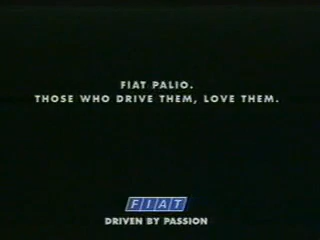 FIAT PALIO.
THOSE WHO DRIVE THEM, LOVE THEM.
FIAT
DRIVEN BY PASSION